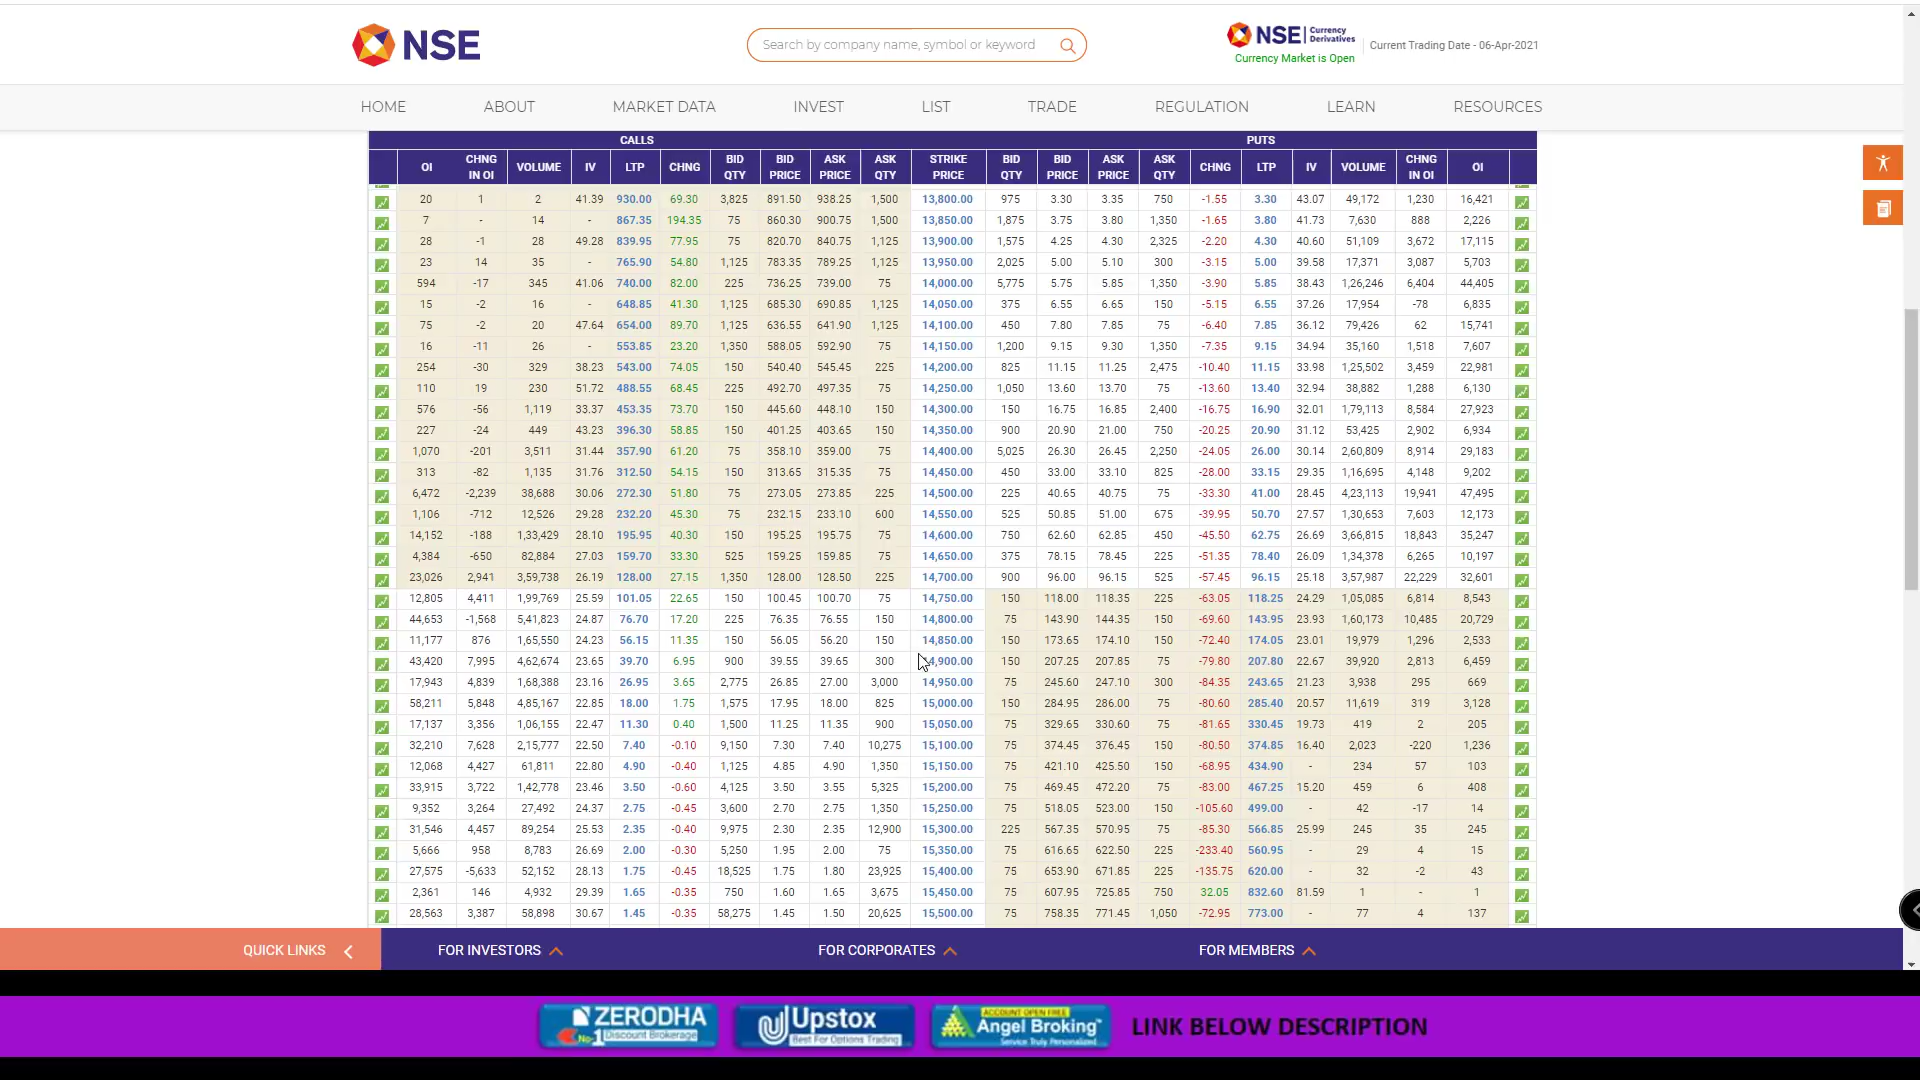 NSE
Search by company name, symbol or keyword
NSE | Currency Derivatives
Currency Market is Open
Current Trading Date - 06-Apr-2021
HOME ABOUT MARKET DATA INVEST LIST TRADE REGULATION LEARN RESOURCES
CALLS PUTS
OI CHNG IN OI VOLUME IV LTP CHNG BID QTY BID PRICE ASK PRICE ASK QTY STRIKE PRICE BID QTY BID PRICE ASK PRICE ASK QTY CHNG LTP IV VOLUME CHNG IN OI OI
20 1 2 41.39 930.00 69.30 3,825 891.50 938.25 1,500 13,800.00 975 3.30 3.35 750 -1.55 3.30 43.07 49,172 1,230 16,421
7 - 14 - 867.35 194.35 75 860.30 900.75 1,500 13,850.00 1,875 3.75 3.80 1,350 -1.65 3.80 41.73 7,630 888 2,226
28 -1 28 49.28 839.95 77.95 75 820.70 840.75 1,125 13,900.00 1,575 4.25 4.30 2,325 -2.20 4.30 40.60 51,109 3,672 17,115
23 14 35 - 765.90 54.80 1,125 783.35 789.25 1,125 13,950.00 2,025 5.00 5.10 300 -3.15 5.00 39.58 17,371 3,087 5,703
594 -17 345 41.06 740.00 82.00 225 736.25 739.00 75 14,000.00 5,775 5.75 5.85 1,350 -3.90 5.85 38.43 1,26,246 6,404 44,405
15 -2 16 - 648.85 41.30 1,125 685.30 690.85 1,125 14,050.00 375 6.55 6.65 150 -5.15 6.55 37.26 17,954 -78 6,835
75 -2 20 47.64 654.00 89.70 1,125 636.55 641.90 1,125 14,100.00 450 7.80 7.85 75 -6.40 7.85 36.12 79,426 62 15,741
16 -11 26 - 553.85 23.20 1,350 588.05 592.90 75 14,150.00 1,200 9.15 9.30 1,350 -7.35 9.15 34.94 35,160 1,518 7,607
254 -30 329 38.23 543.00 74.05 150 540.40 545.45 225 14,200.00 825 11.15 11.25 2,475 -10.40 11.15 33.98 1,25,502 3,459 22,981
110 19 230 51.72 488.55 68.45 225 492.70 497.35 75 14,250.00 1,050 13.60 13.70 75 -13.60 13.40 32.94 38,882 1,288 6,130
576 -56 1,119 33.37 453.35 73.70 150 445.60 448.10 150 14,300.00 150 16.75 16.85 2,400 -16.75 16.90 32.01 1,79,113 8,584 27,923
227 -24 449 43.23 396.30 58.85 150 401.25 403.65 150 14,350.00 900 20.90 21.00 750 -20.25 20.90 31.12 53,425 2,902 6,934
1,070 -201 3,511 31.44 357.90 61.20 75 358.10 359.00 75 14,400.00 5,025 26.30 26.45 2,250 -24.05 26.00 30.14 2,60,809 8,914 29,183
313 -82 1,135 31.76 312.50 54.15 150 313.65 315.35 75 14,450.00 450 33.00 33.10 825 -28.00 33.15 29.35 1,16,695 4,148 9,202
6,472 -2,239 38,688 30.06 272.30 51.80 75 273.05 273.85 225 14,500.00 225 40.65 40.75 75 -33.30 41.00 28.45 4,23,113 19,941 47,495
1,106 -712 12,526 29.28 232.20 45.30 75 232.15 233.10 600 14,550.00 525 50.85 51.00 675 -39.95 50.70 27.57 1,30,653 7,603 12,173
14,152 -188 1,33,429 28.10 195.95 40.30 150 195.25 195.75 75 14,600.00 750 62.60 62.85 450 -45.50 62.75 26.69 3,66,815 18,843 35,247
4,384 -650 82,884 27.03 159.70 33.30 525 159.25 159.85 75 14,650.00 375 78.15 78.45 225 -51.35 78.40 26.09 1,34,378 6,265 10,197
23,026 2,941 3,59,738 26.19 128.00 27.15 1,350 128.00 128.50 225 14,700.00 900 96.00 96.15 525 -57.45 96.15 25.18 3,57,987 22,229 32,601
12,805 4,411 1,99,769 25.59 101.05 22.65 150 100.45 100.70 75 14,750.00 150 118.00 118.35 225 -63.05 118.25 24.29 1,05,085 6,814 8,543
44,653 -1,568 5,41,823 24.87 76.70 17.20 225 76.35 76.55 150 14,800.00 75 143.90 144.35 150 -69.60 143.95 23.93 1,60,173 10,485 20,729
11,177 876 1,65,550 24.23 56.15 11.35 150 56.05 56.20 150 14,850.00 150 173.65 174.10 150 -72.40 174.05 23.01 19,979 1,296 2,533
43,420 7,995 4,62,674 23.65 39.70 6.95 900 39.55 39.65 300 4,900.00 150 207.25 207.85 75 -79.80 207.80 22.67 39,920 2,813 6,459
17,943 4,839 1,68,388 23.16 26.95 3.65 2,775 26.85 27.00 3,000 14,950.00 75 245.60 247.10 300 -84.35 243.65 21.23 3,938 295 669
58,211 5,848 4,85,167 22.85 18.00 1.75 1,575 17.95 18.00 825 15,000.00 150 284.95 286.00 75 -80.60 285.40 20.57 11,619 319 3,128
17,137 3,356 1,06,155 22.47 11.30 0.40 1,500 11.25 11.35 900 15,050.00 75 329.65 330.60 75 -81.65 330.45 19.73 419 2 205
32,210 7,628 2,15,777 22.50 7.40 -0.10 9,150 7.30 7.40 10,275 15,100.00 75 374.45 376.45 150 -80.50 374.85 16.40 2,023 -220 1,236
12,068 4,427 61,811 22.80 4.90 -0.40 1,125 4.85 4.90 1,350 15,150.00 75 421.10 425.50 150 -68.95 434.90 - 234 57 103
33,915 3,722 1,42,778 23.46 3.50 -0.60 4,125 3.50 3.55 5,325 15,200.00 75 469.45 472.20 75 -83.00 467.25 15.20 459 6 408
9,352 3,264 27,492 24.37 2.75 -0.45 3,600 2.70 2.75 1,350 15,250.00 75 518.05 523.00 150 -105.60 499.00 - 42 -17 14
31,546 4,457 89,254 25.53 2.35 -0.40 9,975 2.30 2.35 12,900 15,300.00 225 567.35 570.95 75 -85.30 566.85 25.99 245 35 245
5,666 958 8,783 26.69 2.00 -0.30 5,250 1.95 2.00 75 15,350.00 75 616.65 622.50 225 -233.40 560.95 - 29 4 15
27,575 -5,633 52,152 28.13 1.75 -0.45 18,525 1.75 1.80 23,925 15,400.00 75 653.90 671.85 225 -135.75 620.00 - 32 -2 43
2,361 146 4,932 29.39 1.65 -0.35 750 1.60 1.65 3,675 15,450.00 75 607.95 725.85 750 32.05 832.60 81.59 1 - 1
28,563 3,387 58,898 30.67 1.45 -0.35 58,275 1.45 1.50 20,625 15,500.00 75 758.35 771.45 1,050 -72.95 773.00 - 77 4 137
QUICK LINKS FOR INVESTORS FOR CORPORATES FOR MEMBERS
ZERODHA
No-1 Discount Brokerage
Upstox
Best For Options Trading
ACCOUNT OPEN FREE
Angel Broking
Service Truly Personalized
LINK BELOW DESCRIPTION